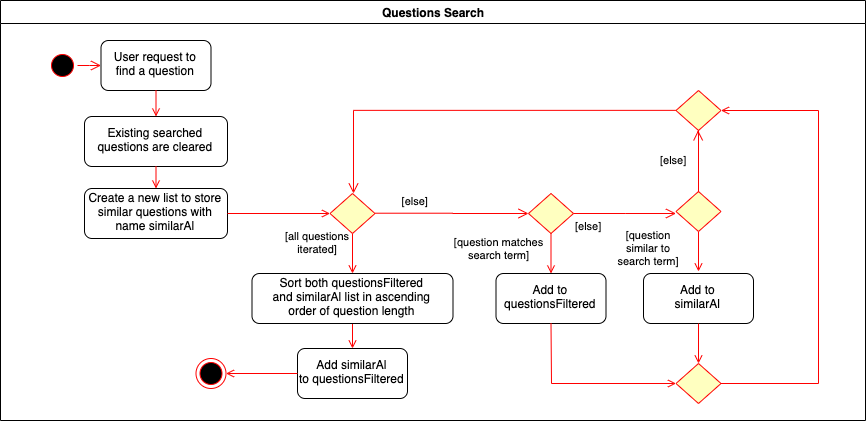 Questions Search
User request to
find a question
Existing searched
questions are cleared
Create a new list to store
similar questions with
name similarAl
[all questions
iterated]
[else]
[question matches
search term]
[else]
[question
similar to
search term]
[else]
Sort both questionsFiltered
and similarAl list in ascending
order of question length
Add to
questionsFiltered
Add to
similarAl
Add similarAl
to questionsFiltered